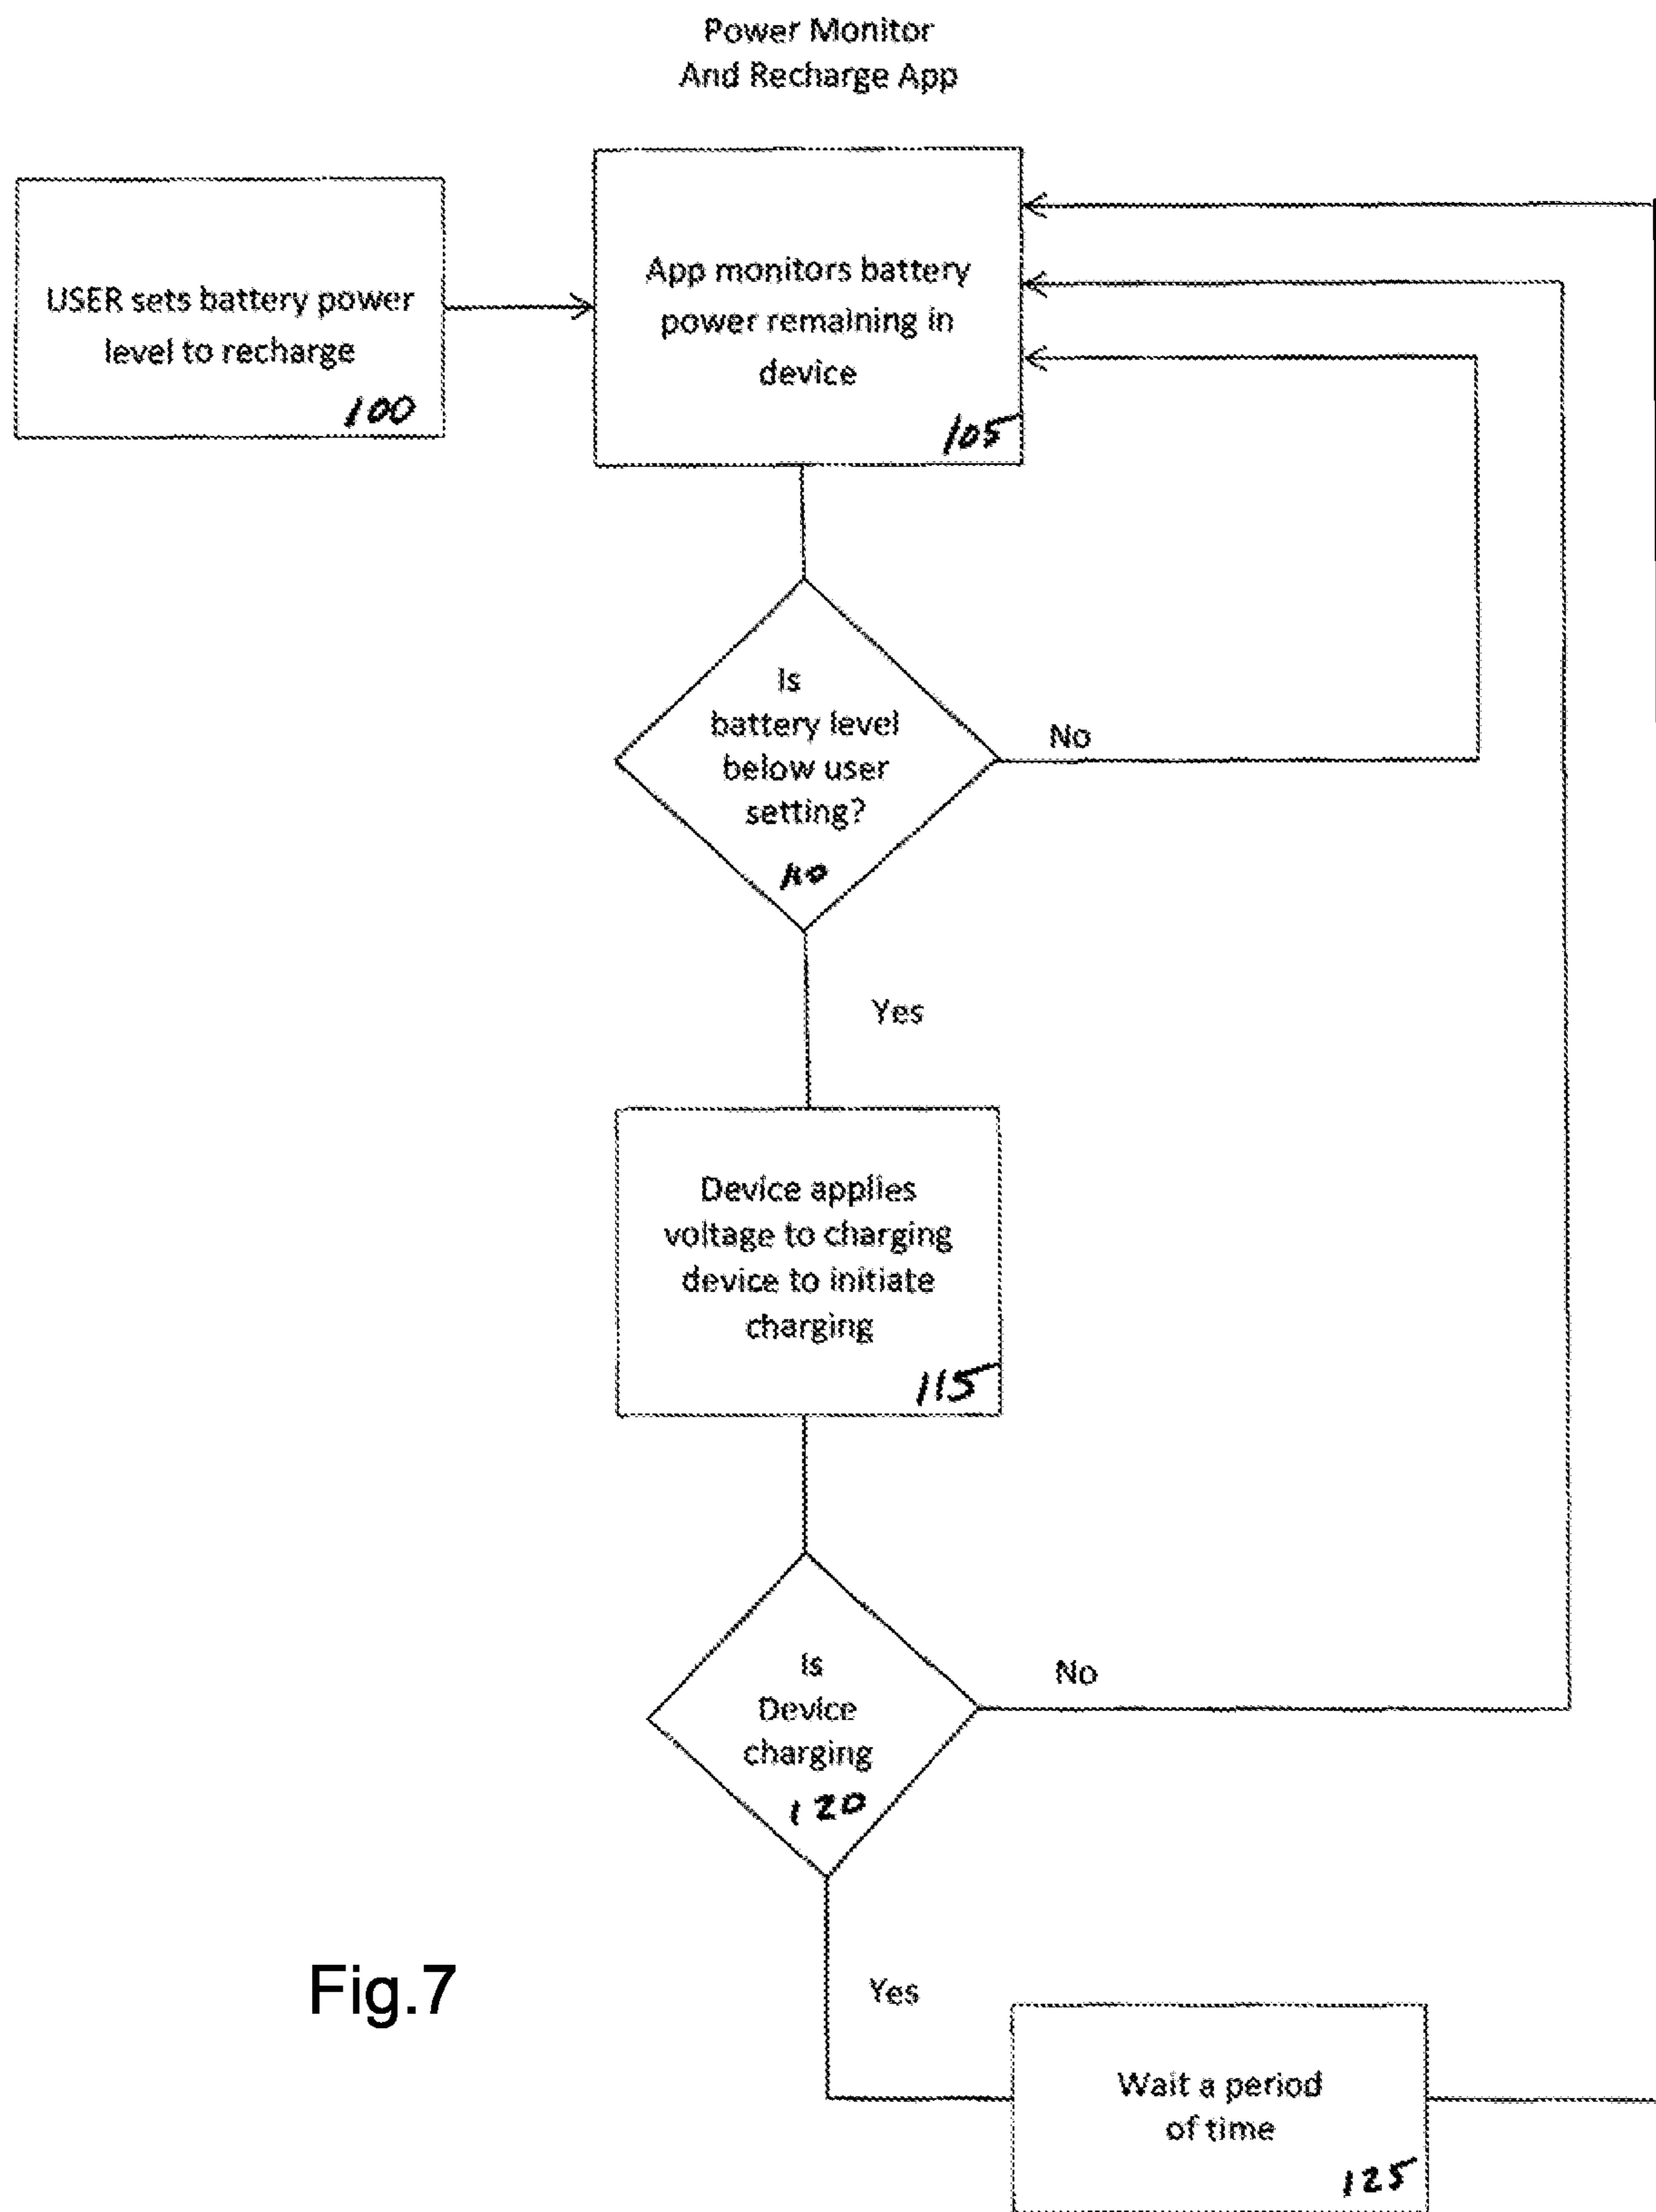 Power Monitor
And Recharge App
USER sets battery power
level to recharge
100
App monitors battery
power remaining in
device
105
Is
battery level
below user
setting?
110
No
Yes
Device applies
voltage to charging
device to initiate
charging
115
Is
Device
charging
120
No
Yes
Fig.7
Wait a period
of time
125